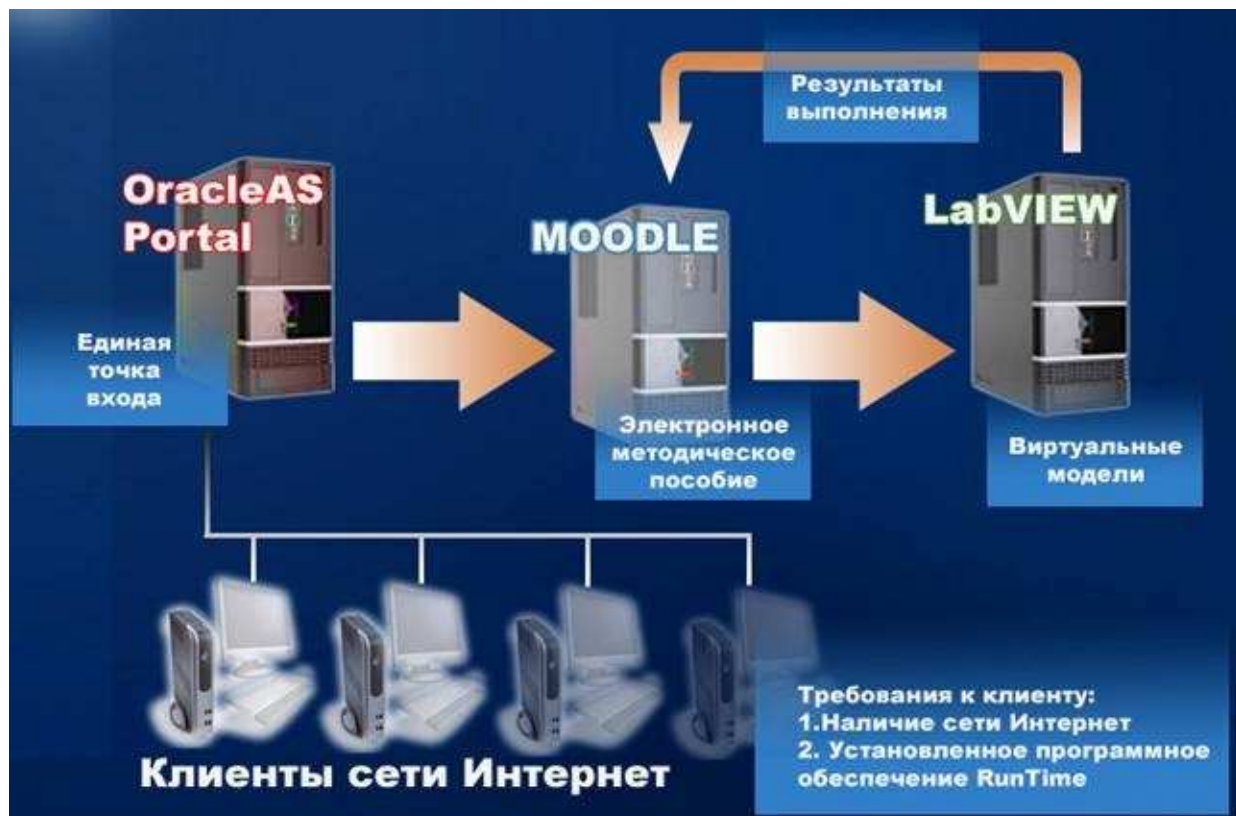 Результаты
выполнения
OracleAS
Portal
MOODLE
LabVIEW
Единая
точка
входа
Электронное
методическое
пособие
Виртуальные
модели
Требования к клиенту:
1.Наличие сети Интернет
2. Установленное программное
обеспечение RunTime
Клиенты сети Интернет